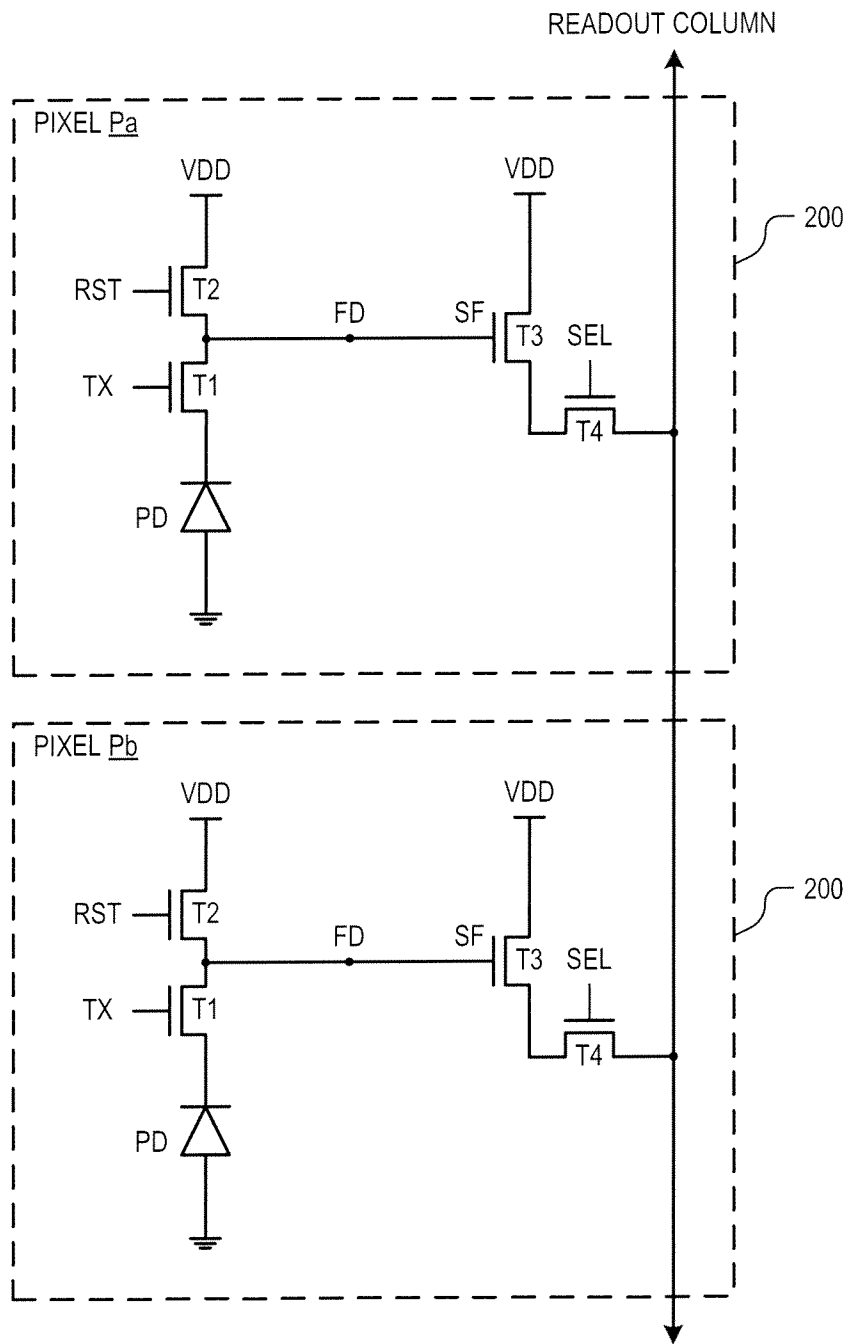 READOUT COLUMN
PIXEL Pa
VDD
VDD
200
RST
T2
FD
SF
T3
SEL
TX
T1
T4
PD
PIXEL Pb
VDD
VDD
200
RST
T2
FD
SF
T3
SEL
TX
T1
T4
PD